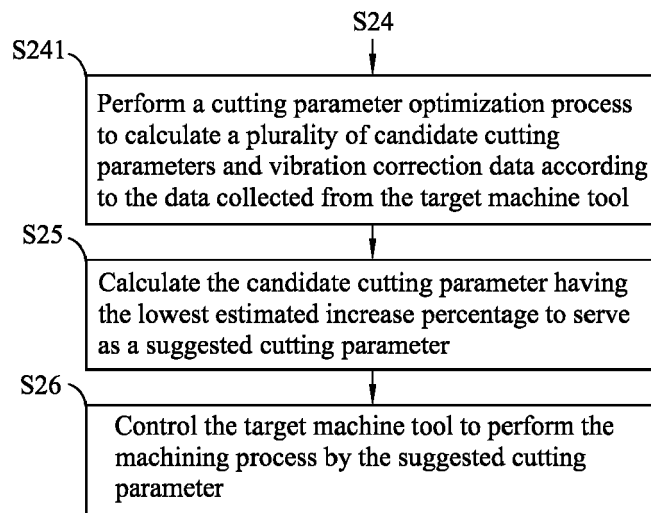 S24
S241
Perform a cutting parameter optimization process
to calculate a plurality of candidate cutting
parameters and vibration correction data according
to the data collected from the target machine tool
S25
Calculate the candidate cutting parameter having
the lowest estimated increase percentage to serve
as a suggested cutting parameter
S26
Control the target machine tool to perform the
machining process by the suggested cutting
parameter